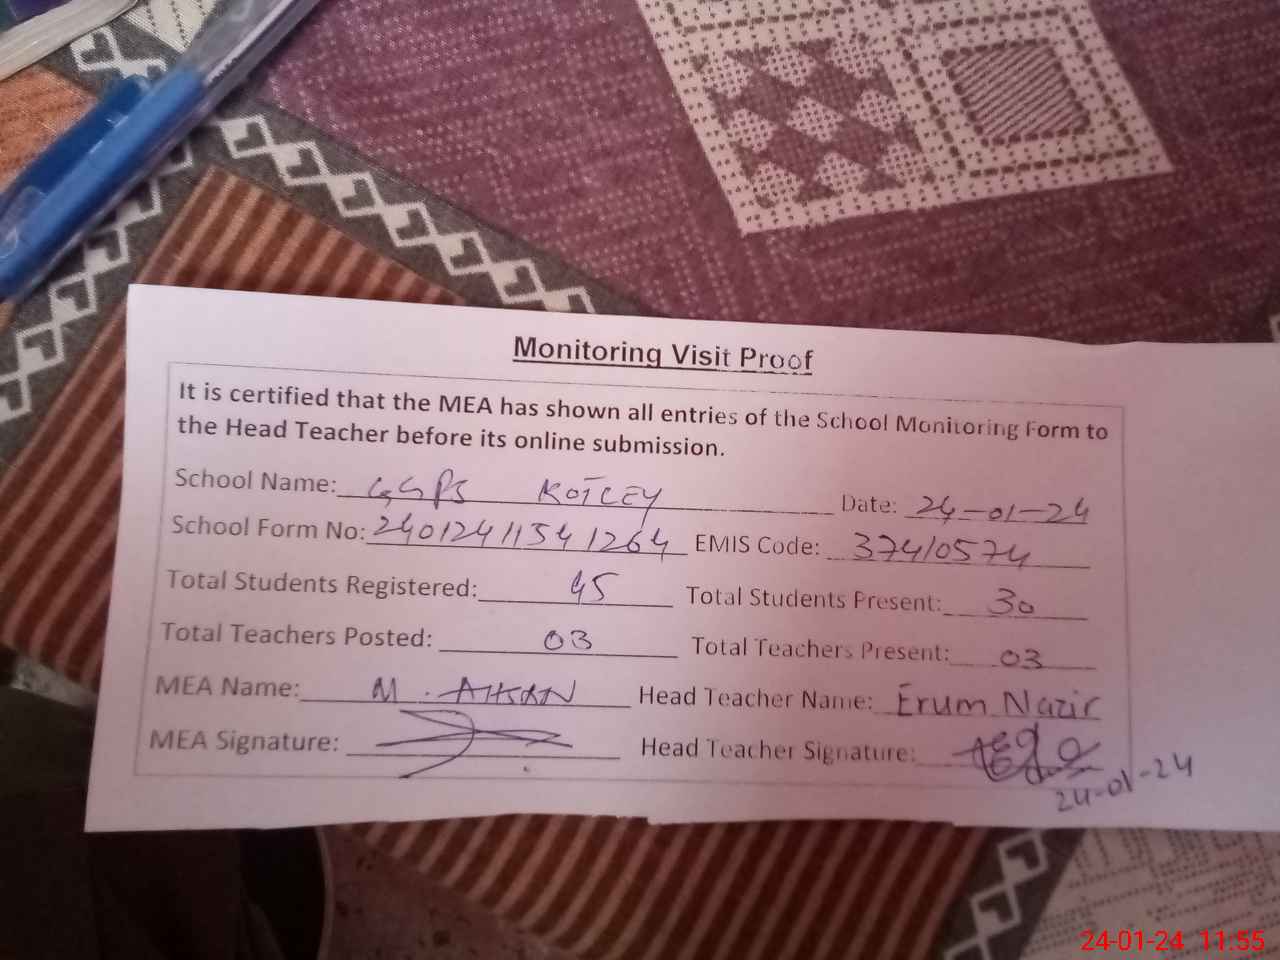 Monitoring Visit Proof
It is certified that the MEA has shown all entries of the School Monitoring Form to
the Head Teacher before its online submission.
School Name: GGPS KOTLEY Date: 24-01-24
School Form No: 24012411541264 EMIS Code: 37410574
Total Students Registered: 45 Total Students Present: 30
Total Teachers Posted: 03 Total Teachers Present: 03
MEA Name: M. AHSAN Head Teacher Name: Erum Nazir
MEA Signature: Head Teacher Signature:
24-01-24
24-01-24 11:55